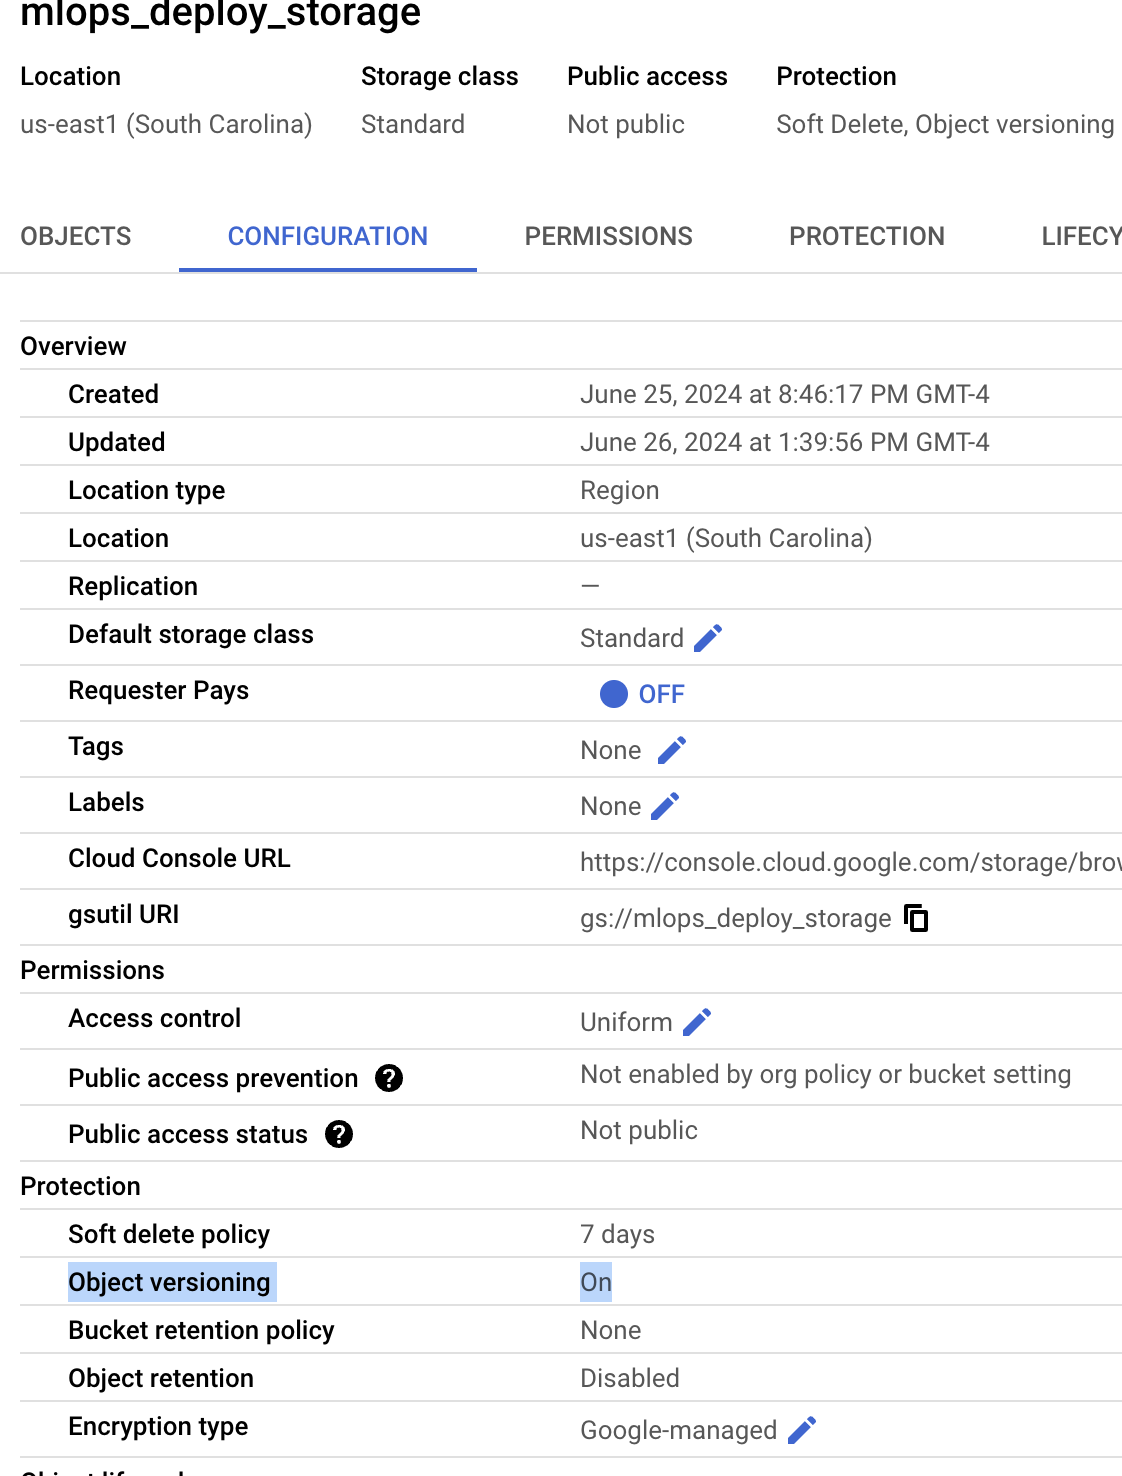 mlops_deploy_storage
Location Storage class Public access Protection
us-east1 (South Carolina) Standard Not public Soft Delete, Object versioning
OBJECTS CONFIGURATION PERMISSIONS PROTECTION LIFECY
Overview
Created June 25, 2024 at 8:46:17 PM GMT-4
Updated June 26, 2024 at 1:39:56 PM GMT-4
Location type Region
Location us-east1 (South Carolina)
Replication —
Default storage class Standard
Requester Pays OFF
Tags None
Labels None
Cloud Console URL https://console.cloud.google.com/storage/brow
gsutil URI gs://mlops_deploy_storage
Permissions
Access control Uniform
Public access prevention ? Not enabled by org policy or bucket setting
Public access status ? Not public
Protection
Soft delete policy 7 days
Object versioning On
Bucket retention policy None
Object retention Disabled
Encryption type Google-managed